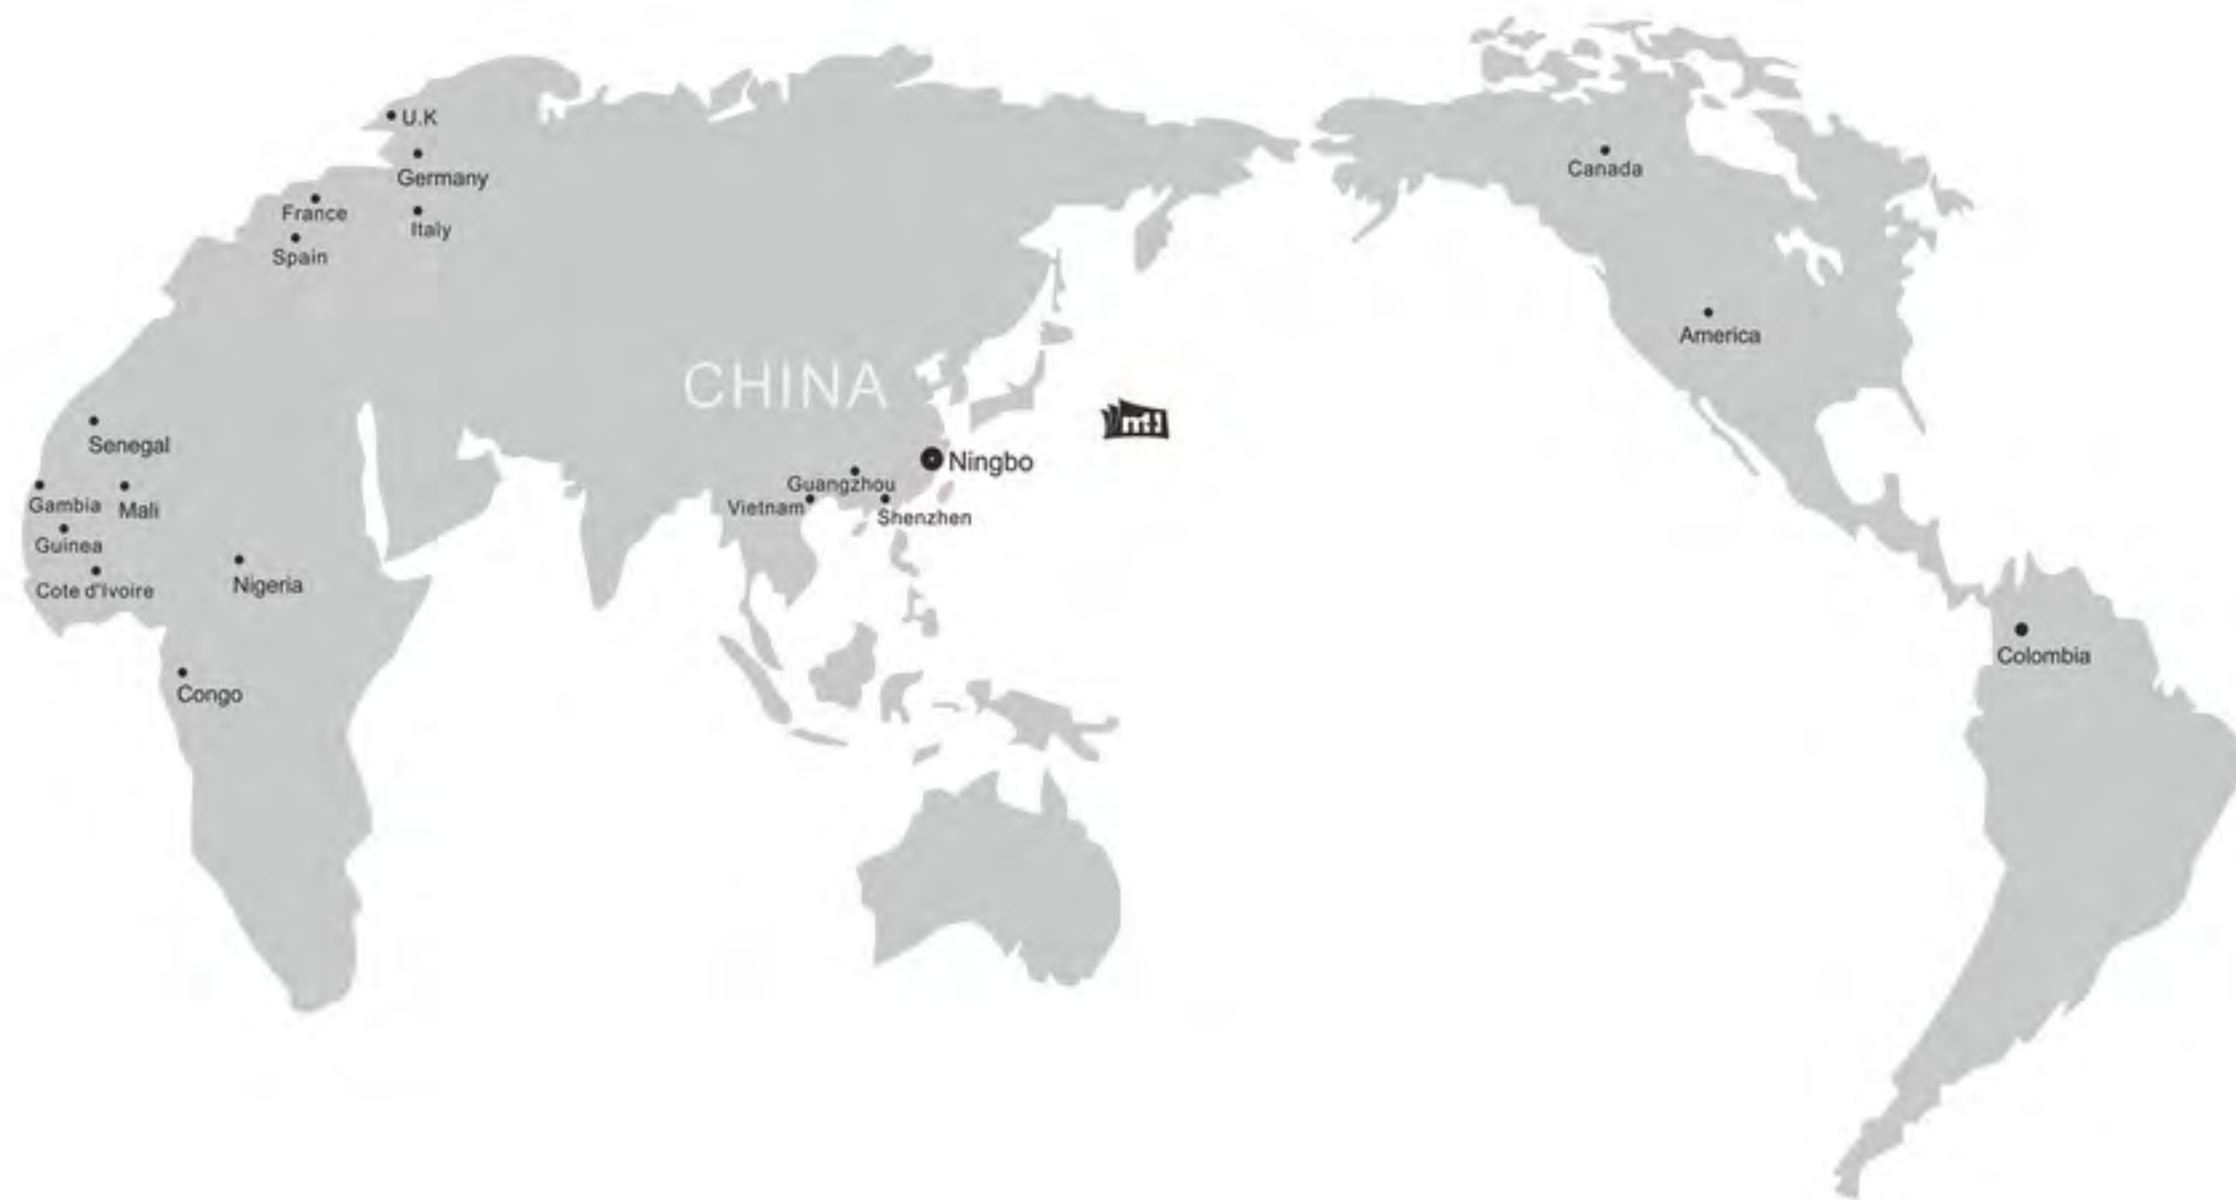 U.K
Germany
France
Italy
Spain
Canada
America
CHINA
Senegal
Gambia
Mali
Guinea
Cote d'Ivoire
Nigeria
Congo
Ningbo
Guangzhou
Vietnam
Shenzhen
Colombia